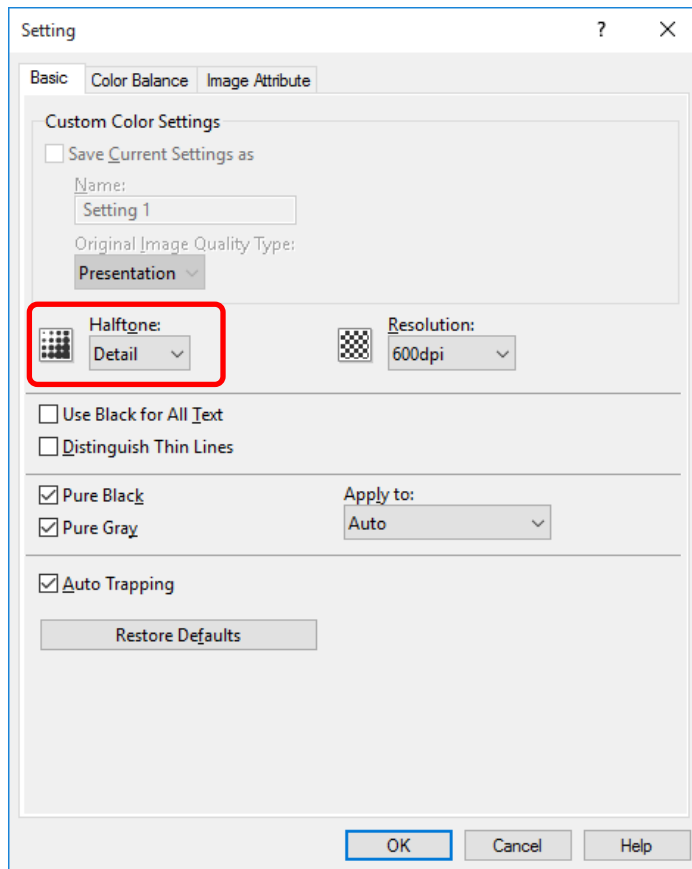 Setting
Basic Color Balance Image Attribute
Custom Color Settings
Save Current Settings as
Name:
Setting 1
Original Image Quality Type:
Presentation
Halftone: Resolution:
Detail 600dpi
Use Black for All Text
Distinguish Thin Lines
Pure Black Apply to:
Pure Gray Auto
Auto Trapping
Restore Defaults
OK Cancel Help